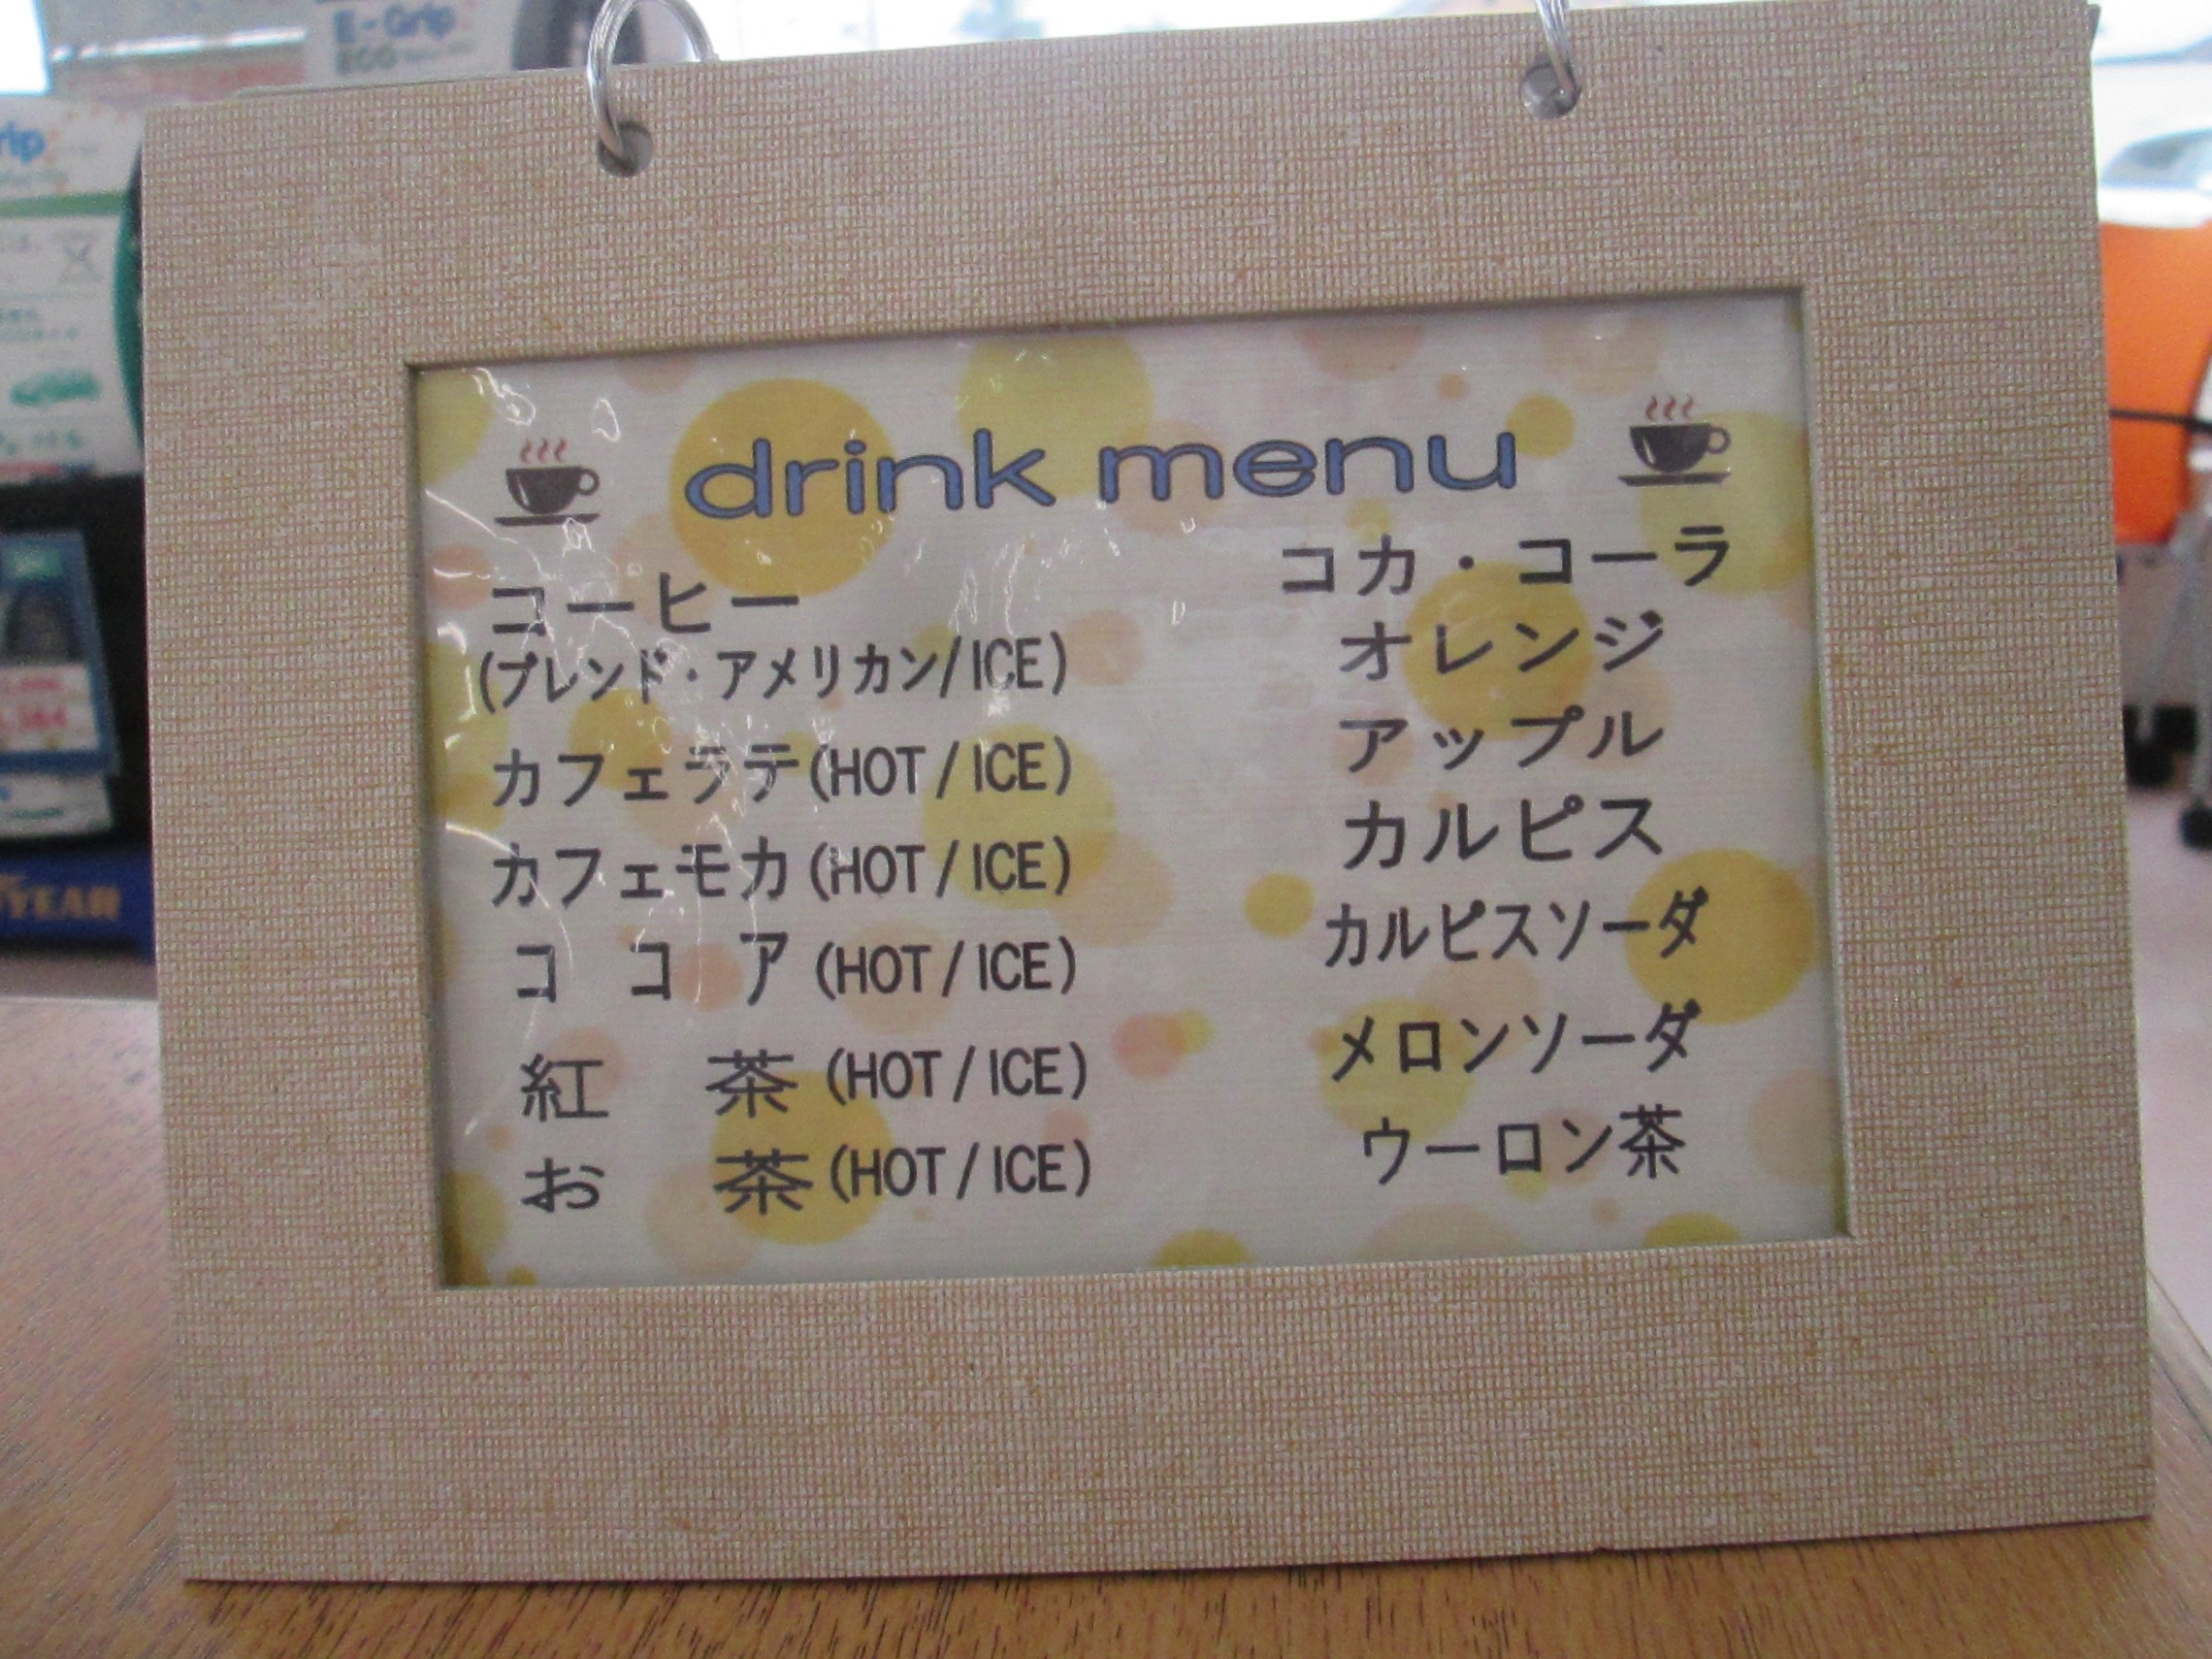 E-Grip
ECO
rip
YEAR
drink menu
コーヒー
(ブレンド・アメリカン/ICE)
カフェラテ(HOT/ICE)
カフェモカ(HOT/ICE)
コ コ ア (HOT/ICE)
紅 茶 (HOT/ICE)
お 茶 (HOT/ICE)
コカ・コーラ
オレンジ
アップル
カルピス
カルピスソーダ
メロンソーダ
ウーロン茶